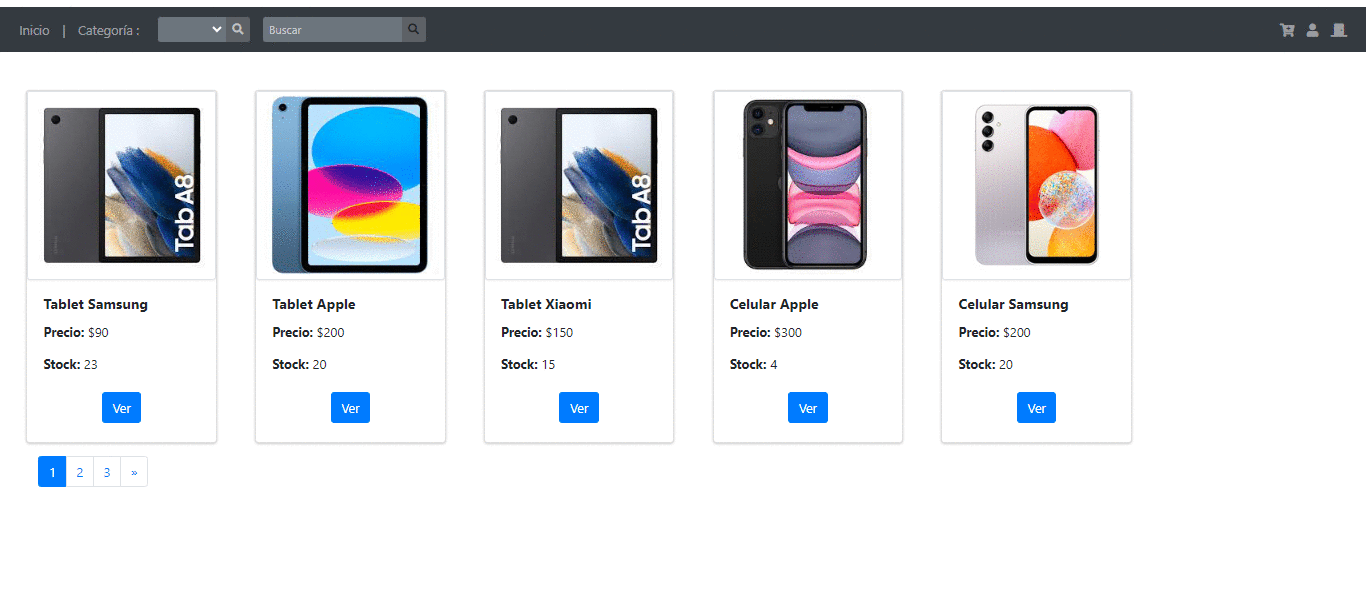 Inicio | Categoría :
Buscar
Tab A8
Tab A8
Tablet Samsung
Precio: $90
Stock: 23
Ver
Tablet Apple
Precio: $200
Stock: 20
Ver
Tablet Xiaomi
Precio: $150
Stock: 15
Ver
Celular Apple
Precio: $300
Stock: 4
Ver
Celular Samsung
Precio: $200
Stock: 20
Ver
1 2 3 »